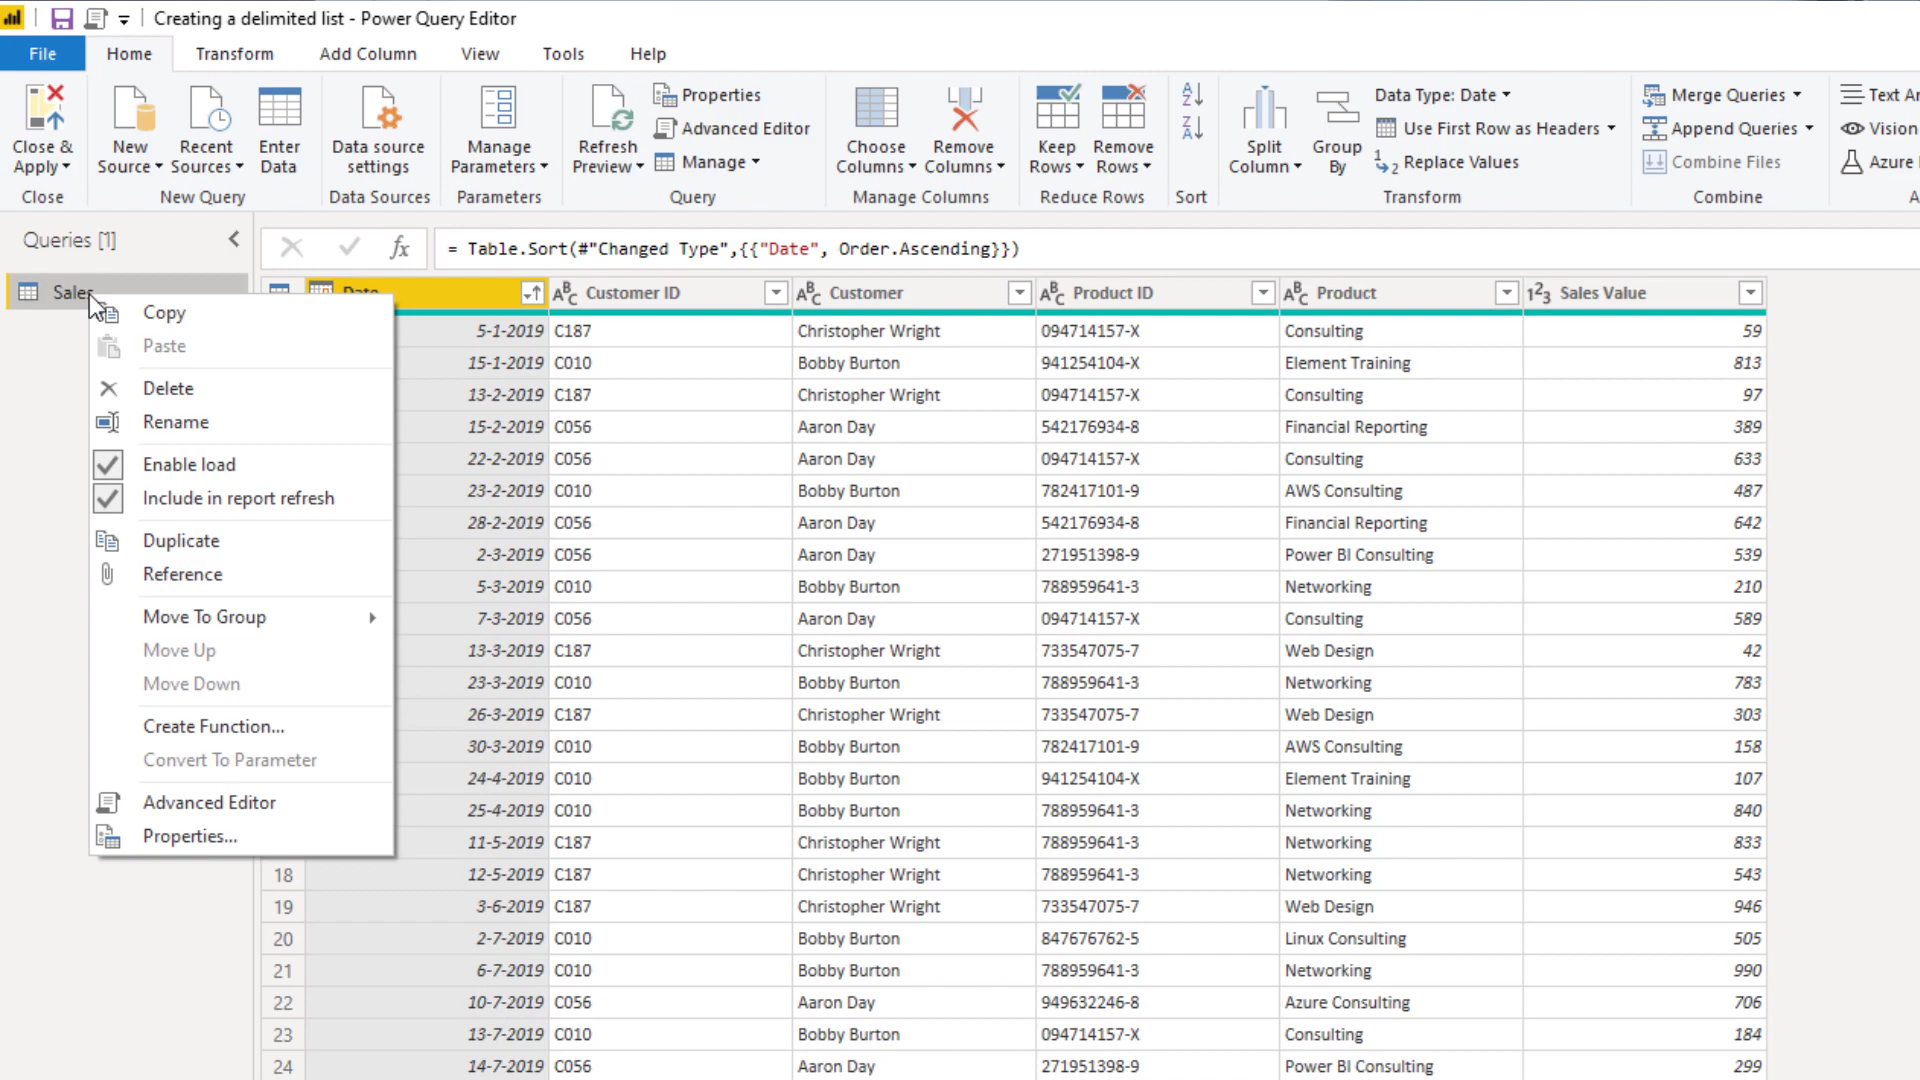 Creating a delimited list - Power Query Editor
File Home Transform Add Column View Tools Help
Close & Apply
New Source
Recent Sources
Enter Data
Data source settings
Manage Parameters
Refresh Preview
Properties
Advanced Editor
Manage
Choose Columns
Remove Columns
Keep Rows
Remove Rows
Split Column
Group By
Data Type: Date
Use First Row as Headers
Replace Values
Merge Queries
Append Queries
Combine Files
Text
Vision
Azure
Close New Query Data Sources Parameters Query Manage Columns Reduce Rows Sort Transform Combine
Queries [1]
fx = Table.Sort(#"Changed Type",{{"Date", Order.Ascending}})
Sales
Copy
Paste
Delete
Rename
Enable load
Include in report refresh
Duplicate
Reference
Move To Group
Move Up
Move Down
Create Function...
Convert To Parameter
Advanced Editor
Properties...
Date ABC Customer ID ABC Customer ABC Product ID ABC Product 123 Sales Value
5-1-2019 C187 Christopher Wright 094714157-X Consulting 59
15-1-2019 C010 Bobby Burton 941254104-X Element Training 813
13-2-2019 C187 Christopher Wright 094714157-X Consulting 97
15-2-2019 C056 Aaron Day 542176934-8 Financial Reporting 389
22-2-2019 C056 Aaron Day 094714157-X Consulting 633
23-2-2019 C010 Bobby Burton 782417101-9 AWS Consulting 487
28-2-2019 C056 Aaron Day 542176934-8 Financial Reporting 642
2-3-2019 C056 Aaron Day 271951398-9 Power BI Consulting 539
5-3-2019 C010 Bobby Burton 788959641-3 Networking 210
7-3-2019 C056 Aaron Day 094714157-X Consulting 589
13-3-2019 C187 Christopher Wright 733547075-7 Web Design 42
23-3-2019 C010 Bobby Burton 788959641-3 Networking 783
26-3-2019 C187 Christopher Wright 733547075-7 Web Design 303
30-3-2019 C010 Bobby Burton 782417101-9 AWS Consulting 158
24-4-2019 C010 Bobby Burton 941254104-X Element Training 107
25-4-2019 C010 Bobby Burton 788959641-3 Networking 840
11-5-2019 C187 Christopher Wright 788959641-3 Networking 833
18 12-5-2019 C187 Christopher Wright 788959641-3 Networking 543
19 3-6-2019 C187 Christopher Wright 733547075-7 Web Design 946
20 2-7-2019 C010 Bobby Burton 847676762-5 Linux Consulting 505
21 6-7-2019 C010 Bobby Burton 788959641-3 Networking 990
22 10-7-2019 C056 Aaron Day 949632246-8 Azure Consulting 706
23 13-7-2019 C010 Bobby Burton 094714157-X Consulting 184
24 14-7-2019 C056 Aaron Day 271951398-9 Power BI Consulting 299